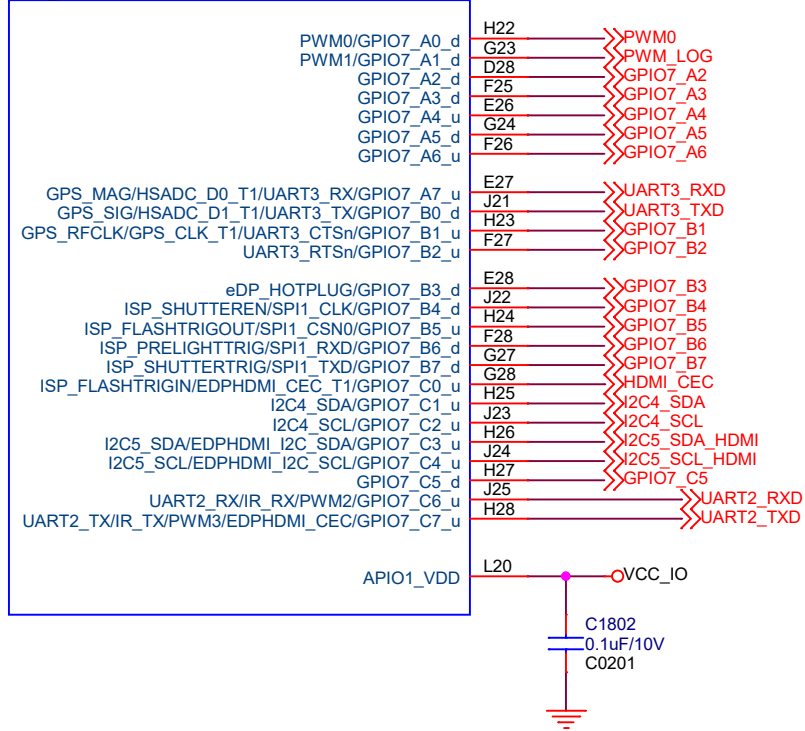 PWM0/GPIO7_A0_d H22 PWM0
PWM1/GPIO7_A1_d G23 PWM_LOG
GPIO7_A2_d D28 GPIO7_A2
GPIO7_A3_d F25 GPIO7_A3
GPIO7_A4_u E26 GPIO7_A4
GPIO7_A5_d G24 GPIO7_A5
GPIO7_A6_u F26 GPIO7_A6
GPS_MAG/HSADC_D0_T1/UART3_RX/GPIO7_A7_u E27 UART3_RXD
GPS_SIG/HSADC_D1_T1/UART3_TX/GPIO7_B0_d J21 UART3_TXD
GPS_RFCLK/GPS_CLK_T1/UART3_CTSn/GPIO7_B1_u H23 GPIO7_B1
UART3_RTSn/GPIO7_B2_u F27 GPIO7_B2
eDP_HOTPLUG/GPIO7_B3_d E28 GPIO7_B3
ISP_SHUTTEREN/SPI1_CLK/GPIO7_B4_d J22 GPIO7_B4
ISP_FLASHTRIGOUT/SPI1_CSN0/GPIO7_B5_u H24 GPIO7_B5
ISP_PRELIGHTTRIG/SPI1_RXD/GPIO7_B6_d F28 GPIO7_B6
ISP_SHUTTERTRIG/SPI1_TXD/GPIO7_B7_d G27 GPIO7_B7
ISP_FLASHTRIGIN/EDPHDMI_CEC_T1/GPIO7_C0_u G28 HDMI_CEC
I2C4_SDA/GPIO7_C1_u H25 I2C4_SDA
I2C4_SCL/GPIO7_C2_u J23 I2C4_SCL
I2C5_SDA/EDPHDMI_I2C_SDA/GPIO7_C3_u H26 I2C5_SDA_HDMI
I2C5_SCL/EDPHDMI_I2C_SCL/GPIO7_C4_u J24 I2C5_SCL_HDMI
GPIO7_C5_d H27 GPIO7_C5
UART2_RX/IR_RX/PWM2/GPIO7_C6_u J25 UART2_RXD
UART2_TX/IR_TX/PWM3/EDPHDMI_CEC/GPIO7_C7_u H28 UART2_TXD
APIO1_VDD L20 VCC_IO
C1802
0.1uF/10V
C0201